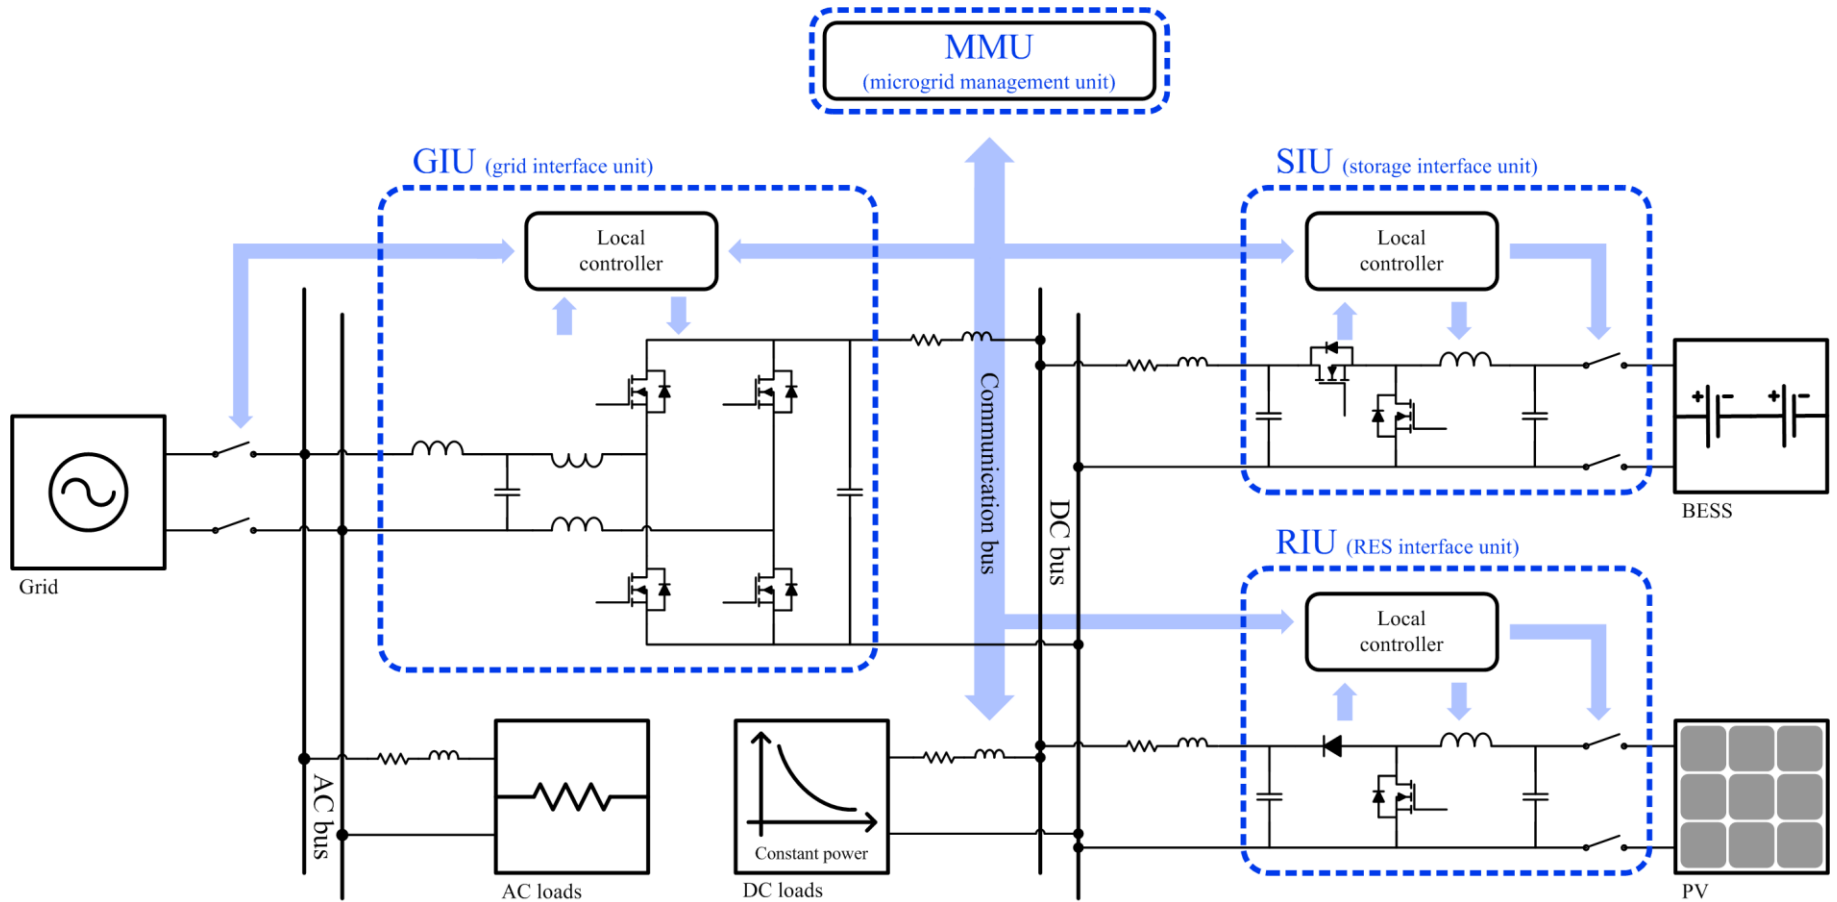 MMU
(microgrid management unit)
GIU (grid interface unit)
SIU (storage interface unit)
Local
controller
Local
controller
Communication bus
DC bus
Grid
BESS
RIU (RES interface unit)
Local
controller
AC bus
Constant power
AC loads
DC loads
PV